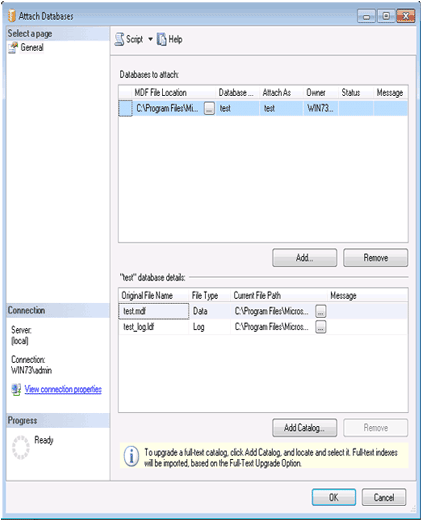 Attach Databases
Select a page
General
Script
Help
Databases to attach:
MDF File Location Database ... Attach As Owner Status Message
C:\Program Files\Mi... ... test test WIN73...
Add... Remove
"test" database details:
Original File Name File Type Current File Path Message
test.mdf Data C:\Program Files\Micros... ...
test_log.ldf Log C:\Program Files\Micros... ...
Connection
Server:
(local)
Connection:
WIN73\admin
View connection properties
Progress
Ready
Add Catalog... Remove
To upgrade a full-text catalog, click Add Catalog, and locate and select it. Full-text indexes
will be imported, based on the Full-Text Upgrade Option.
OK Cancel